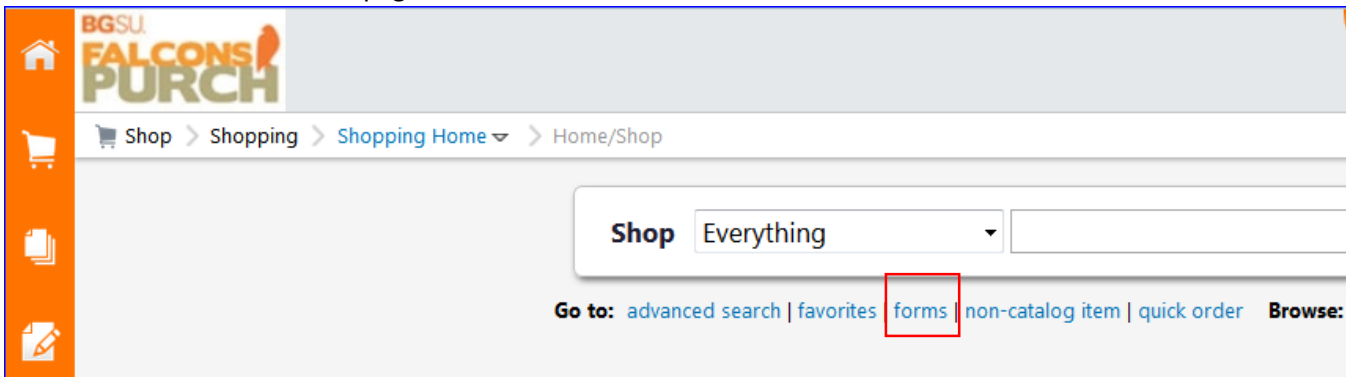 BGSU
FALCONS
PURCH
Shop > Shopping > Shopping Home > Home/Shop
Shop Everything
Go to: advanced search | favorites | forms | non-catalog item | quick order Browse: